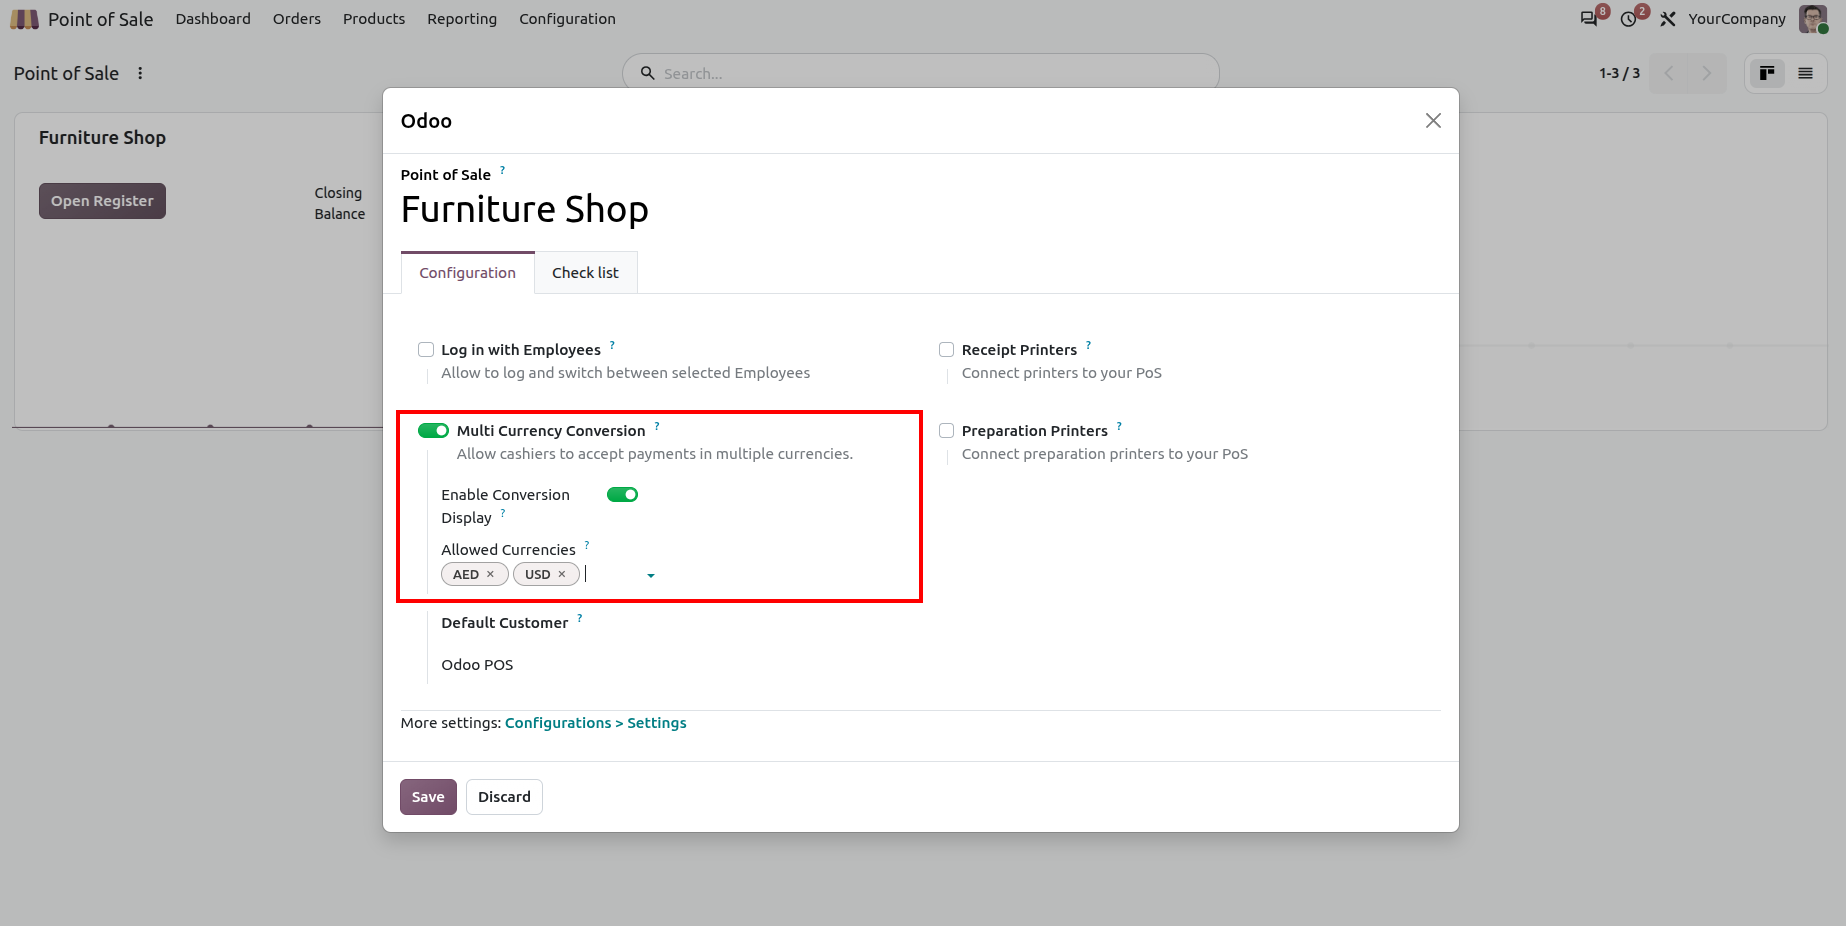 Point of Sale Dashboard Orders Products Reporting Configuration 8 2 YourCompany
Point of Sale Search... 1-3 / 3
Furniture Shop
Open Register
Closing
Balance
Odoo
Point of Sale ?
Furniture Shop
Configuration Check list
Log in with Employees ?
Allow to log and switch between selected Employees
Receipt Printers ?
Connect printers to your PoS
Multi Currency Conversion ?
Allow cashiers to accept payments in multiple currencies.
Preparation Printers ?
Connect preparation printers to your PoS
Enable Conversion
Display ?
Allowed Currencies ?
AED × USD ×
Default Customer ?
Odoo POS
More settings: Configurations > Settings
Save Discard